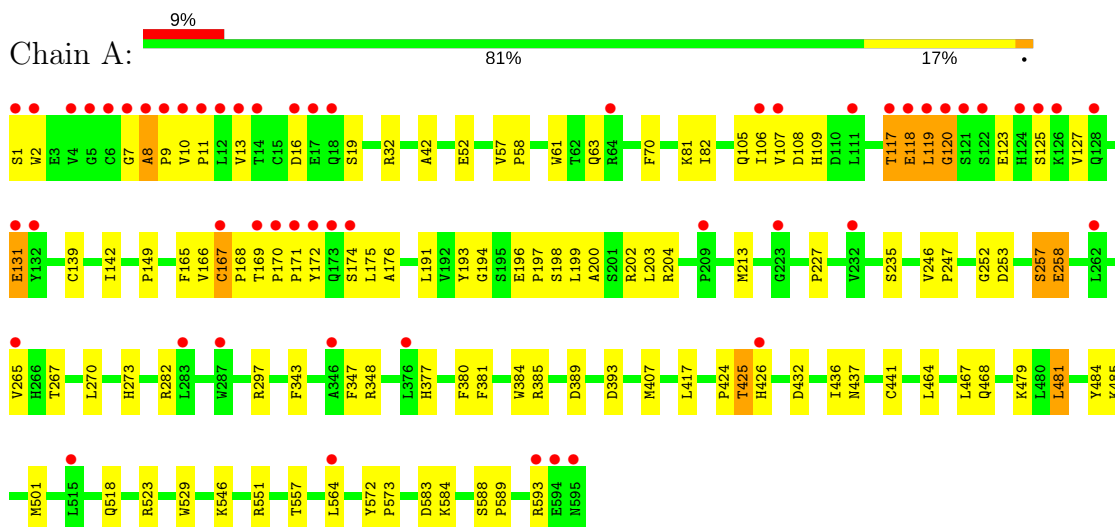 9%
Chain A:
81% 17% •
S1 W2 E3 V4 G5 C6 G7 A8 P9 V10 P11 L12 V13 T14 C15 D16 E17 Q18 S19 R32 A42 E52 V57 P58 W61 T62 Q63 R64 F70 K81 I82 Q105 I106 V107 D108 H109 D110 L111 T117 E118 L119 G120 S121 S122 E123 H124 S125 K126 V127 Q128
E131 Y132 C139 I142 P149 F165 V166 C167 P168 T169 P170 P171 Y172 Q173 S174 L175 A176 L191 V192 Y193 G194 S195 E196 P197 S198 L199 A200 S201 R202 L203 R204 P209 M213 G223 P227 V232 S235 V246 P247 G252 D253 S257 E258 L262
V265 H266 T267 L270 H273 R282 L283 W287 R297 F343 A346 F347 R348 L376 H377 F380 F381 W384 R385 D389 D393 M407 L417 P424 T425 H426 D432 I436 N437 C441 L464 L467 Q468 K479 L480 L481 Y484 K485
M501 L515 Q518 R523 W529 K546 R551 T557 L564 Y572 P573 D583 K584 S588 P589 R593 E594 N595